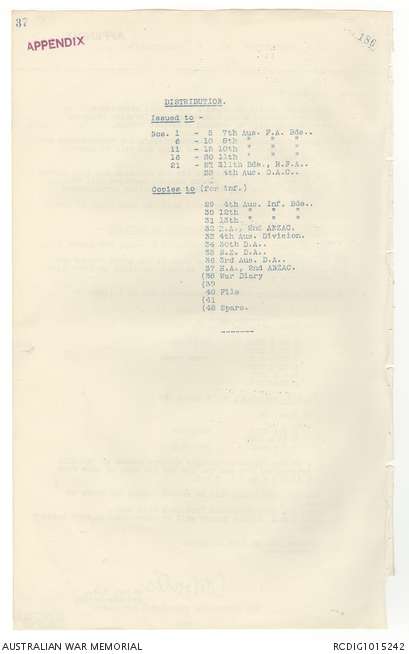 37
APPENDIX
186
DISTRIBUTION.
Issued to -
Nos. 1 - 5 7th Aus. F.A. Bde..
6 - 10 8th " " "
11 - 15 10th " " "
16 - 20 11th " " "
21 - 27 311th Bde., R.F.A..
28 4th Aus. D.A.C..
Copies to (for inf.)
29 4th Aus. Inf. Bde..
30 12th " " "
31 13th " " "
32 R.A., 2nd ANZAC.
33 4th Aus. Division.
34 30th D.A..
35 N.Z. D.A..
36 3rd Aus. D.A..
37 H.A., 2nd ANZAC.
(38 War Diary
(39
40 File
(41
(48 Spare.
-------
AUSTRALIAN WAR MEMORIAL
RCDIG1015242